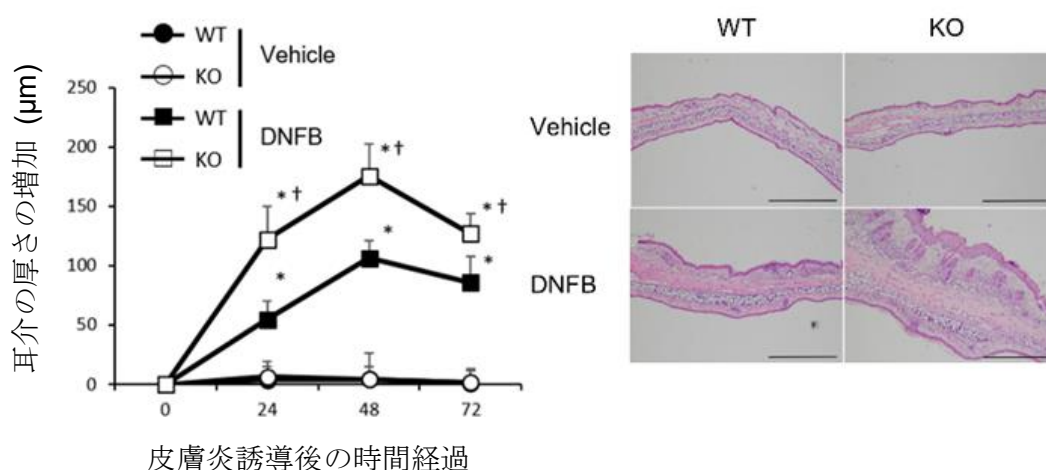 WT
KO
Vehicle
WT
KO
DNFB
耳介の厚さの増加 (μm)
250
200
150
100
50
0
*†
*†
*†
*
*
*
0 24 48 72
皮膚炎誘導後の時間経過
WT KO
Vehicle
DNFB